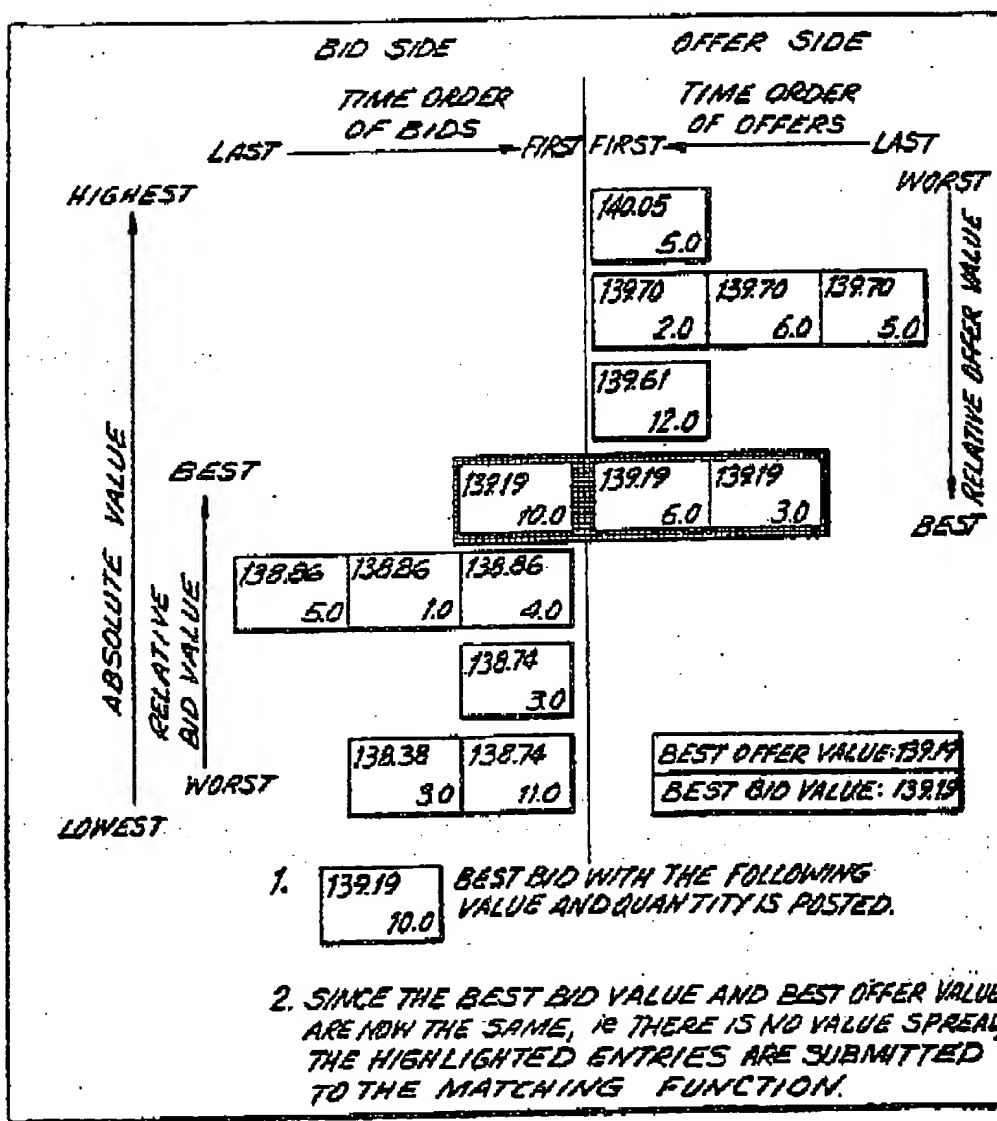 BID SIDE OFFER SIDE
TIME ORDER OF BIDS
TIME ORDER OF OFFERS
LAST FIRST FIRST LAST
HIGHEST
WORST
140.05
5.0
139.70 139.70 139.70
2.0 6.0 5.0
139.61
12.0
RELATIVE OFFER VALUE
ABSOLUTE VALUE
BEST
139.19 139.19 139.19
10.0 6.0 3.0
BEST
138.86 138.86 138.86
5.0 1.0 4.0
RELATIVE
BID VALUE
138.74
3.0
138.38 138.74
9.0 11.0
WORST
LOWEST
BEST OFFER VALUE: 139.19
BEST BID VALUE: 139.19
1. 139.19 BEST BID WITH THE FOLLOWING
10.0 VALUE AND QUANTITY IS POSTED.
2. SINCE THE BEST BID VALUE AND BEST OFFER VALUE
ARE NOW THE SAME, ie THERE IS NO VALUE SPREAD,
THE HIGHLIGHTED ENTRIES ARE SUBMITTED
TO THE MATCHING FUNCTION.